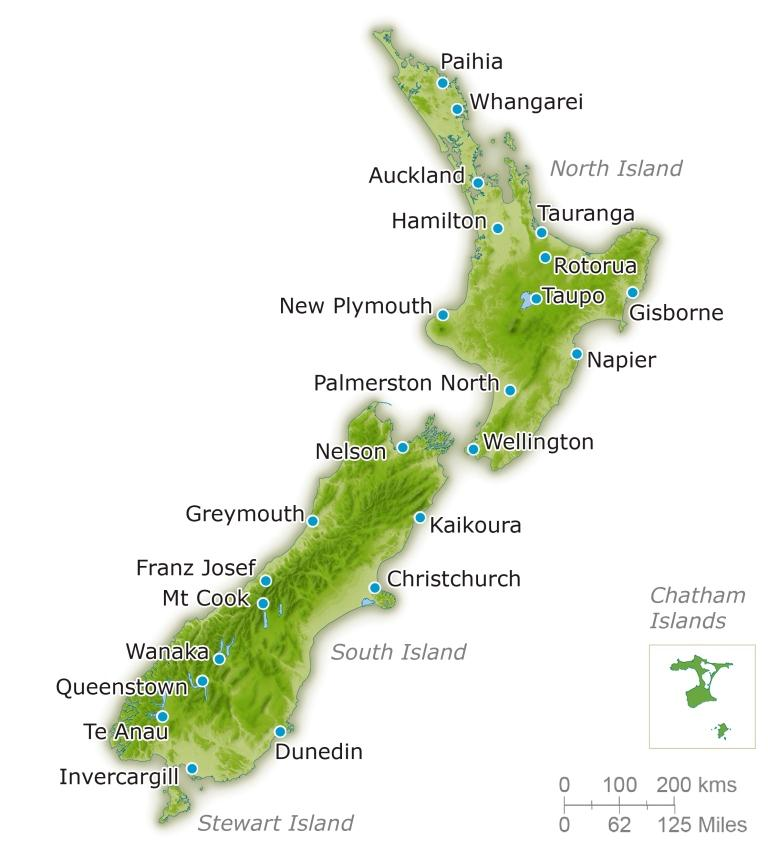 Paihia
Whangarei
North Island
Auckland
Tauranga
Hamilton
Rotorua
Taupo
New Plymouth
Gisborne
Napier
Palmerston North
Wellington
Nelson
Greymouth
Kaikoura
Franz Josef
Christchurch
Mt Cook
Chatham
Islands
Wanaka
South Island
Queenstown
Te Anau
Dunedin
Invercargill
Stewart Island
0 100 200 kms
0 62 125 Miles